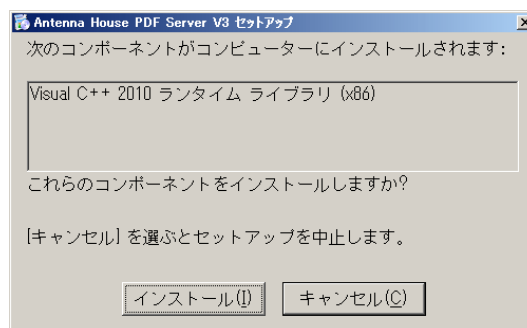 Antenna House PDF Server V3 セットアップ
次のコンポーネントがコンピューターにインストールされます:
Visual C++ 2010 ランタイム ライブラリ (x86)
これらのコンポーネントをインストールしますか?
[キャンセル] を選ぶとセットアップを中止します。
インストール(I) キャンセル(C)